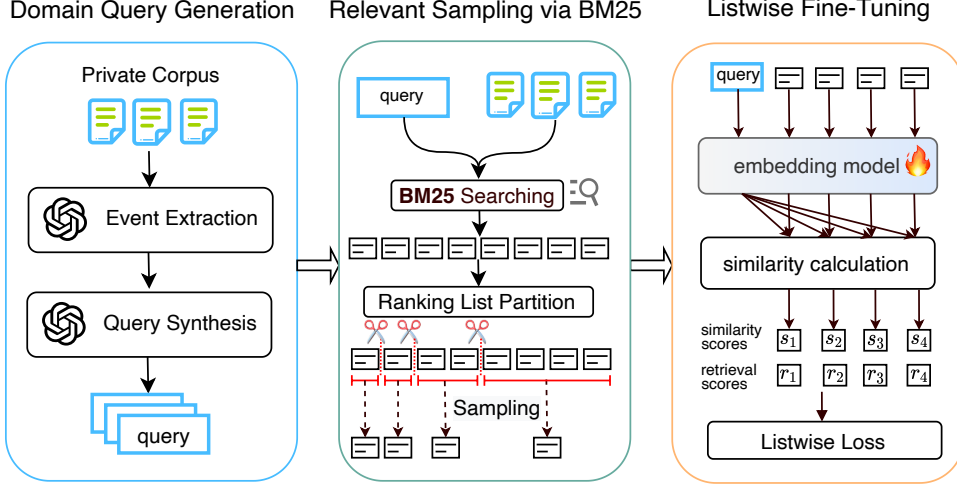 Domain Query Generation
Private Corpus
Event Extraction
Query Synthesis
query
Relevant Sampling via BM25
query
BM25 Searching
Ranking List Partition
Sampling
Listwise Fine-Tuning
query
embedding model
similarity calculation
similarity
scores
s1 s2 s3 s4
retrieval
scores
r1 r2 r3 r4
Listwise Loss